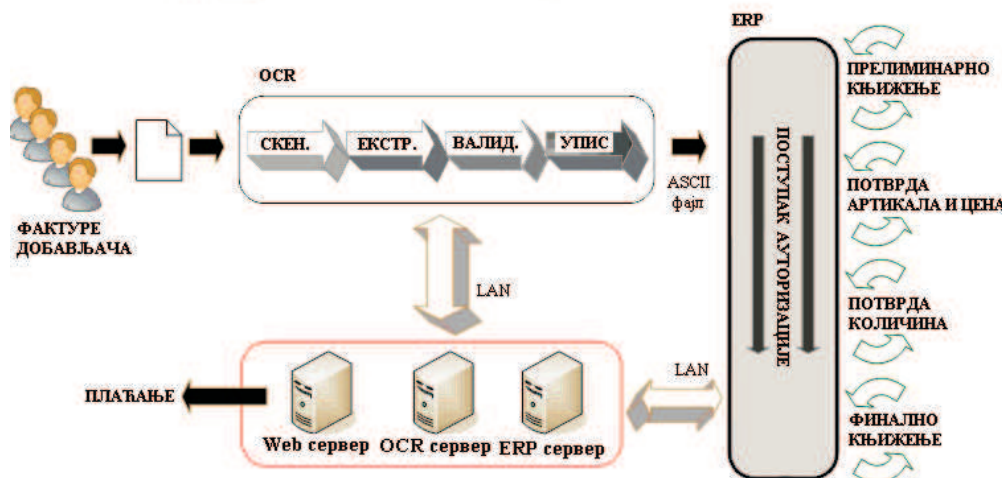 ERP
OCR
ПРЕЛИМИНАРНО
КЊИЖЕЊЕ
СКЕН.
ЕКСТР.
ВАЛИД.
УПИС
ASCII
фајл
ПОСТУПАК АУТОРИЗАЦИЈЕ
ПОТВРДА
АРТИКАЛА И ЦЕНА
ФАКТУРЕ
ДОБАВЉАЧА
LAN
ПОТВРДА
КОЛИЧИНА
LAN
ПЛАЋАЊЕ
ФИНАЛНО
КЊИЖЕЊЕ
Web сервер
OCR сервер
ERP сервер